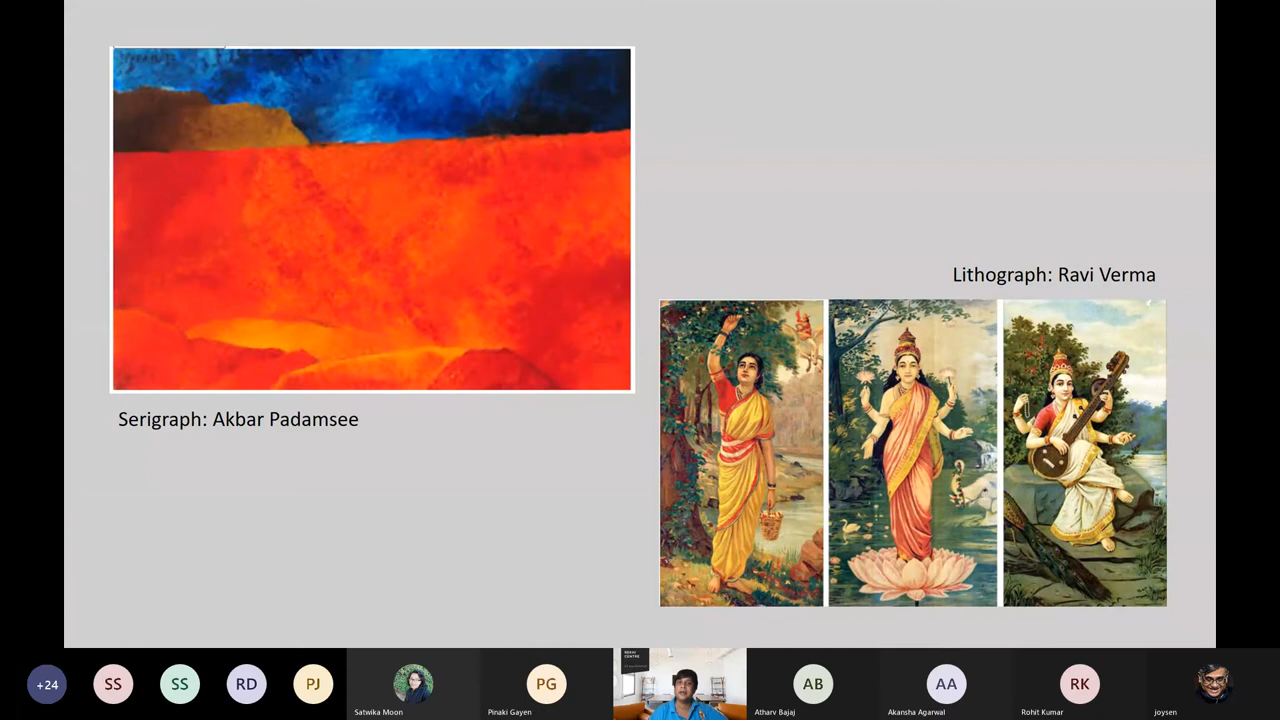 Lithograph: Ravi Verma
Serigraph: Akbar Padamsee
+24
SS
SS
RD
PJ
Satwika Moon
PG
Pinaki Gayen
AB
Atharv Bajaj
AA
Akansha Agarwal
RK
Rohit Kumar
joysen